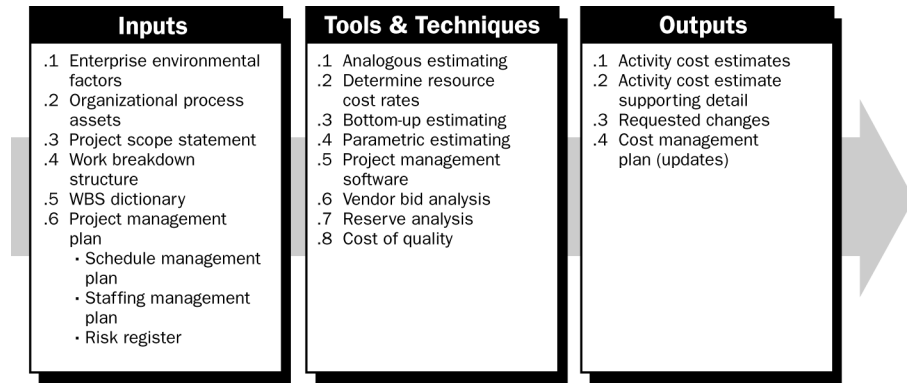 Inputs
.1 Enterprise environmental
factors
.2 Organizational process
assets
.3 Project scope statement
.4 Work breakdown
structure
.5 WBS dictionary
.6 Project management
plan
· Schedule management
plan
· Staffing management
plan
· Risk register
Tools & Techniques
.1 Analogous estimating
.2 Determine resource
cost rates
.3 Bottom-up estimating
.4 Parametric estimating
.5 Project management
software
.6 Vendor bid analysis
.7 Reserve analysis
.8 Cost of quality
Outputs
.1 Activity cost estimates
.2 Activity cost estimate
supporting detail
.3 Requested changes
.4 Cost management
plan (updates)